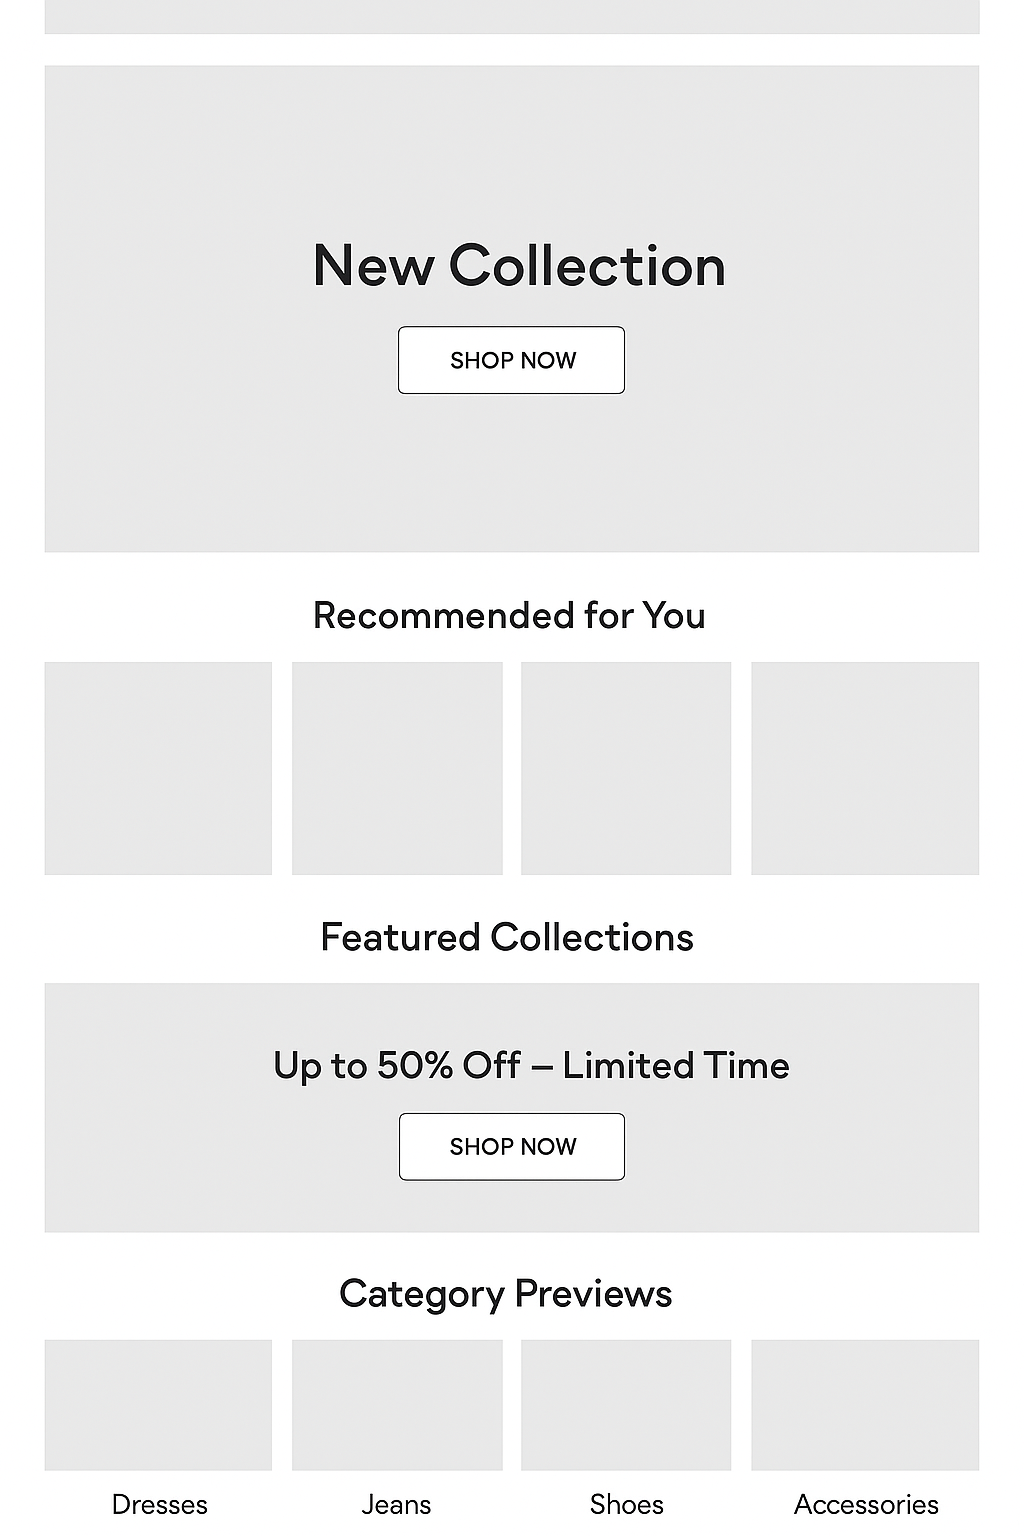 New Collection
SHOP NOW
Recommended for You
Featured Collections
Up to 50% Off – Limited Time
SHOP NOW
Category Previews
Dresses
Jeans
Shoes
Accessories